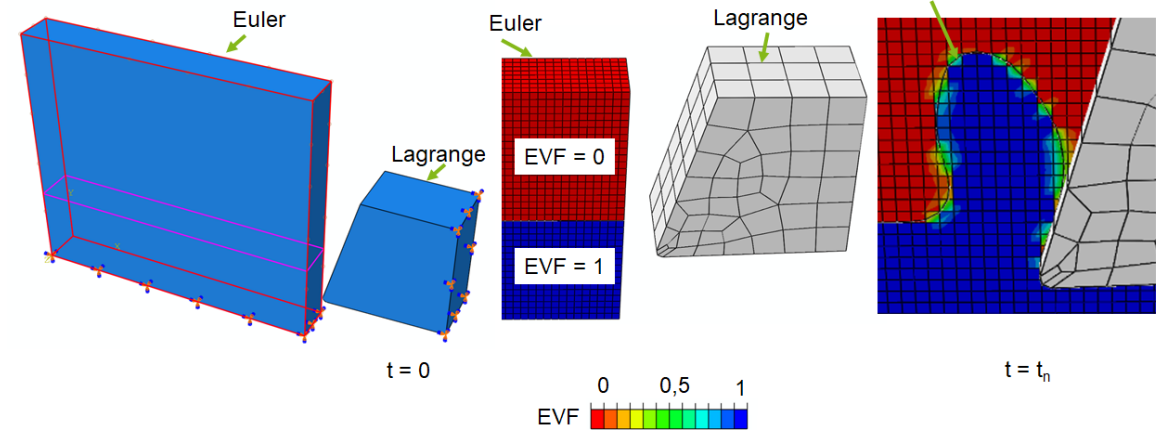 Euler
Lagrange
t = 0
Euler
EVF = 0
EVF = 1
Lagrange
t = tₙ
EVF
0 0,5 1